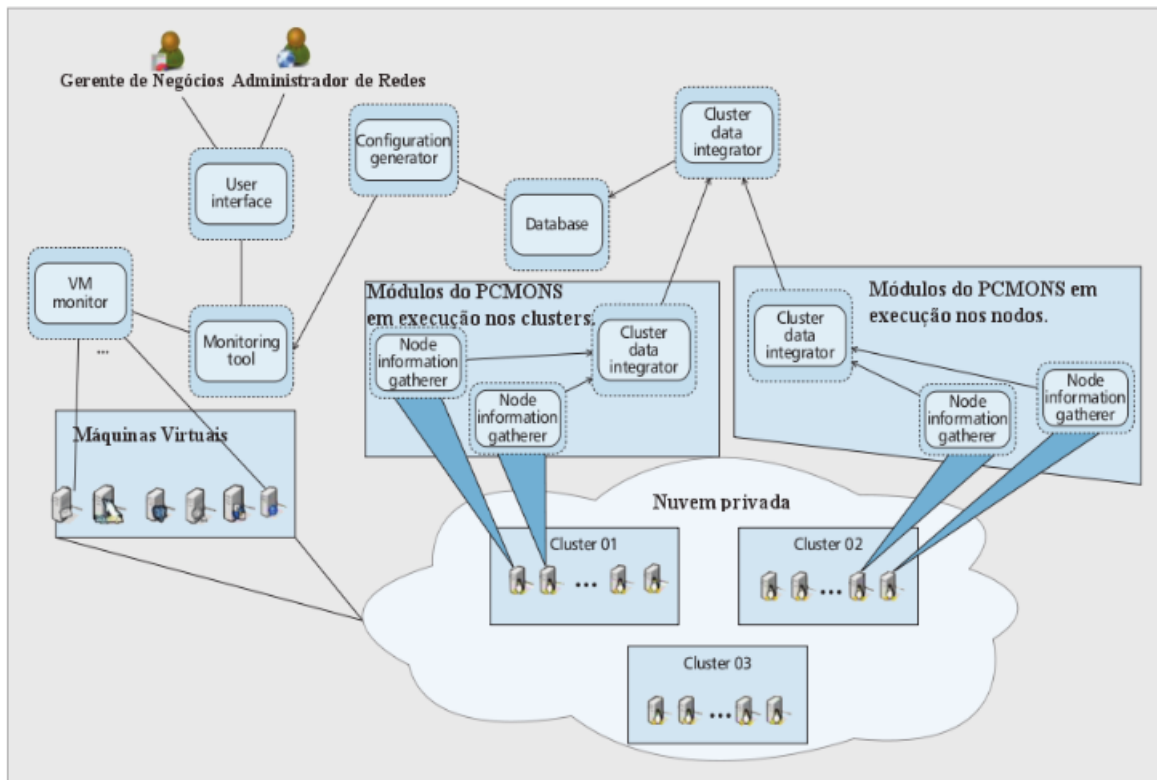 Gerente de Negócios
Administrador de Redes
Cluster
data
integrator
Configuration
generator
User
interface
Database
VM
monitor
...
Monitoring
tool
Módulos do PCMONS
em execução nos clusters.
Módulos do PCMONS em
execução nos nodos.
Cluster
data
integrator
Cluster
data
integrator
Node
information
gatherer
Node
information
gatherer
Node
information
gatherer
Node
information
gatherer
Máquinas Virtuais
Nuvem privada
Cluster 01
...
Cluster 02
...
Cluster 03
...